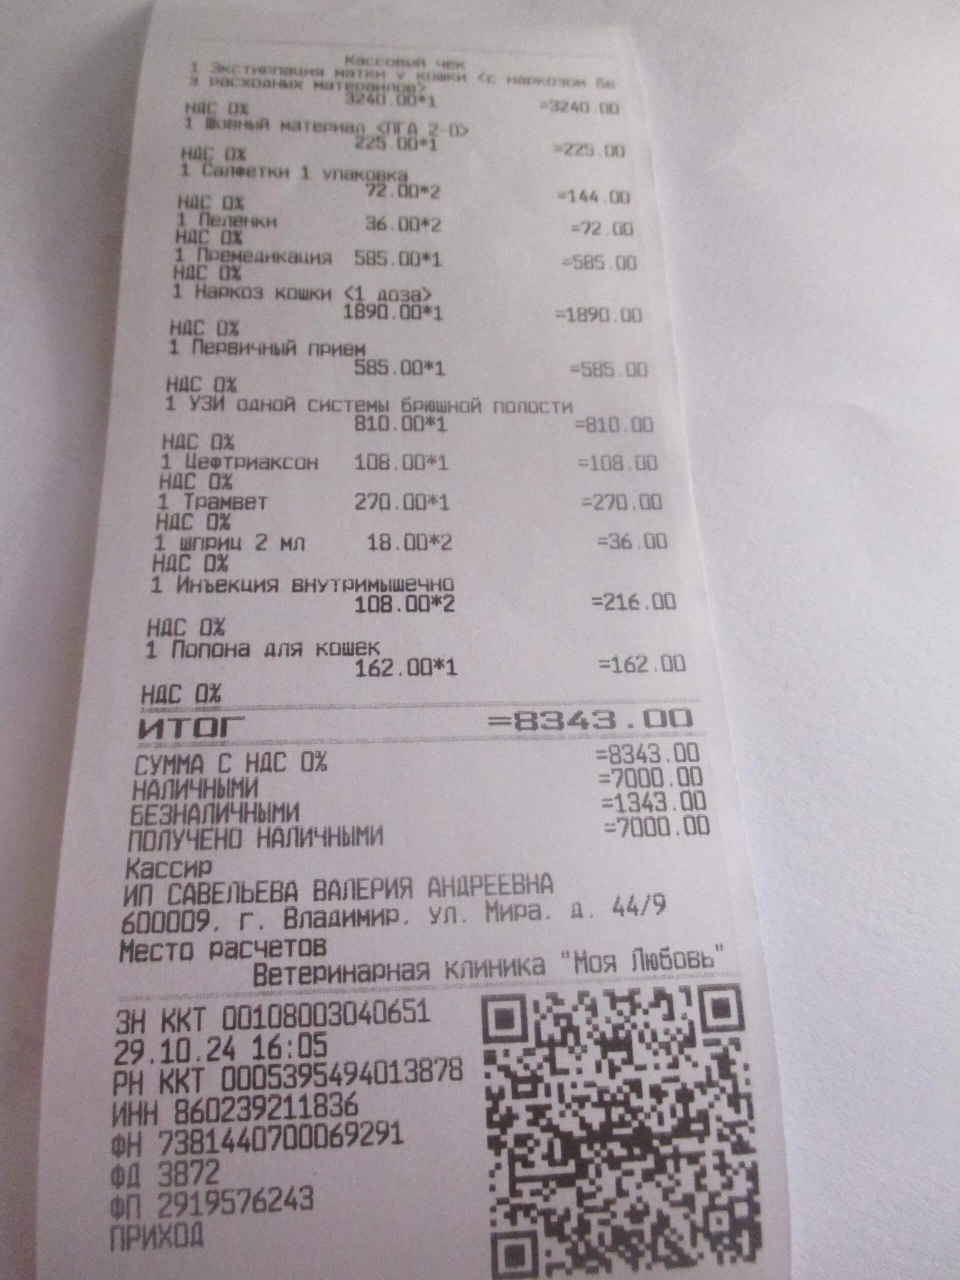 Кассовый чек
1 Экстирпация матки у кошки <с наркозом бе
з расходных материалов>
3240.00*1 =3240.00
НДС 0%
1 Шовный материал <ПГА 2-0>
225.00*1 =225.00
НДС 0%
1 Салфетки 1 упаковка
72.00*2 =144.00
НДС 0%
1 Пеленки 36.00*2 =72.00
НДС 0%
1 Премедикация 585.00*1 =585.00
НДС 0%
1 Наркоз кошки <1 доза>
1890.00*1 =1890.00
НДС 0%
1 Первичный прием
585.00*1 =585.00
НДС 0%
1 УЗИ одной системы брюшной полости
810.00*1 =810.00
НДС 0%
1 Цефтриаксон 108.00*1 =108.00
НДС 0%
1 Трамвет 270.00*1 =270.00
НДС 0%
1 шприц 2 мл 18.00*2 =36.00
НДС 0%
1 Инъекция внутримышечно
108.00*2 =216.00
НДС 0%
1 Попона для кошек
162.00*1 =162.00
НДС 0%
ИТОГ =8343.00
СУММА С НДС 0% =8343.00
НАЛИЧНЫМИ =7000.00
БЕЗНАЛИЧНЫМИ =1343.00
ПОЛУЧЕНО НАЛИЧНЫМИ =7000.00
Кассир
ИП САВЕЛЬЕВА ВАЛЕРИЯ АНДРЕЕВНА
600009, г. Владимир, ул. Мира, д. 44/9
Место расчетов
Ветеринарная клиника "Моя Любовь"
ЗН ККТ 00108003040651
29.10.24 16:05
РН ККТ 0005395494013878
ИНН 860239211836
ФН 7381440700069291
ФД 3872
ФП 2919576243
ПРИХОД